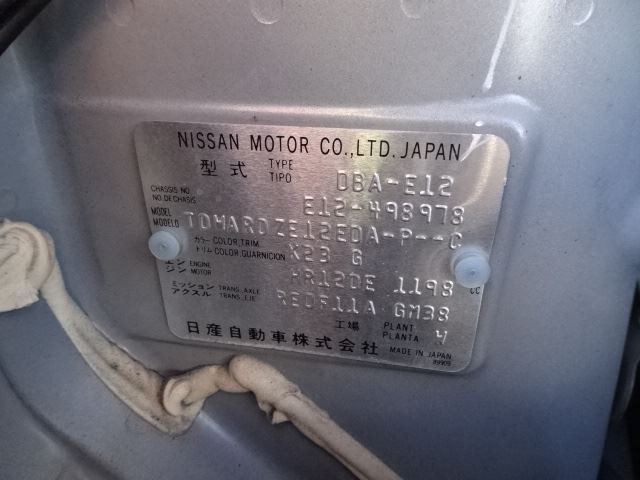 NISSAN MOTOR CO.,LTD. JAPAN
型式 TYPE TIPO DBA-E12
CHASSIS NO NO DE CHASIS E12-498978
MODEL MODELO TDWARDZE12EDA-P--C
カラー COLOR,TRIM トリム COLOR,GUARNICION K23 G
エンジン ENGINE MOTOR HR12DE 1198 CC
ミッション TRANS. AXLE アクスル TRANS. EJE RE0F11A GM38
工場 PLANT PLANTA W
日産自動車株式会社 MADE IN JAPAN